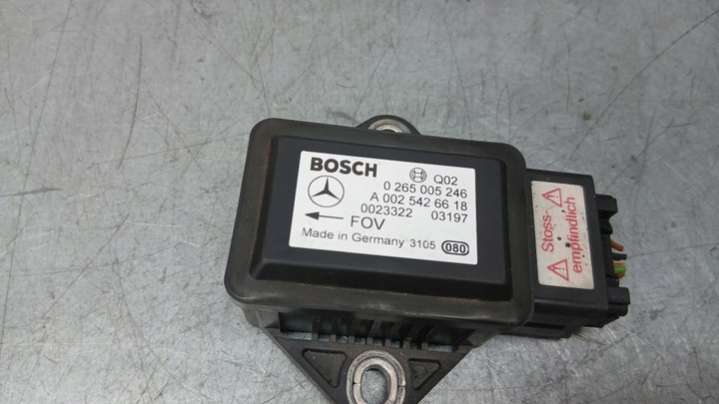 BOSCH Q02
0 265 005 246
A 002 542 66 18
0023322 03197
FOV
Made in Germany 3105 080
Stoss-
empfindlich